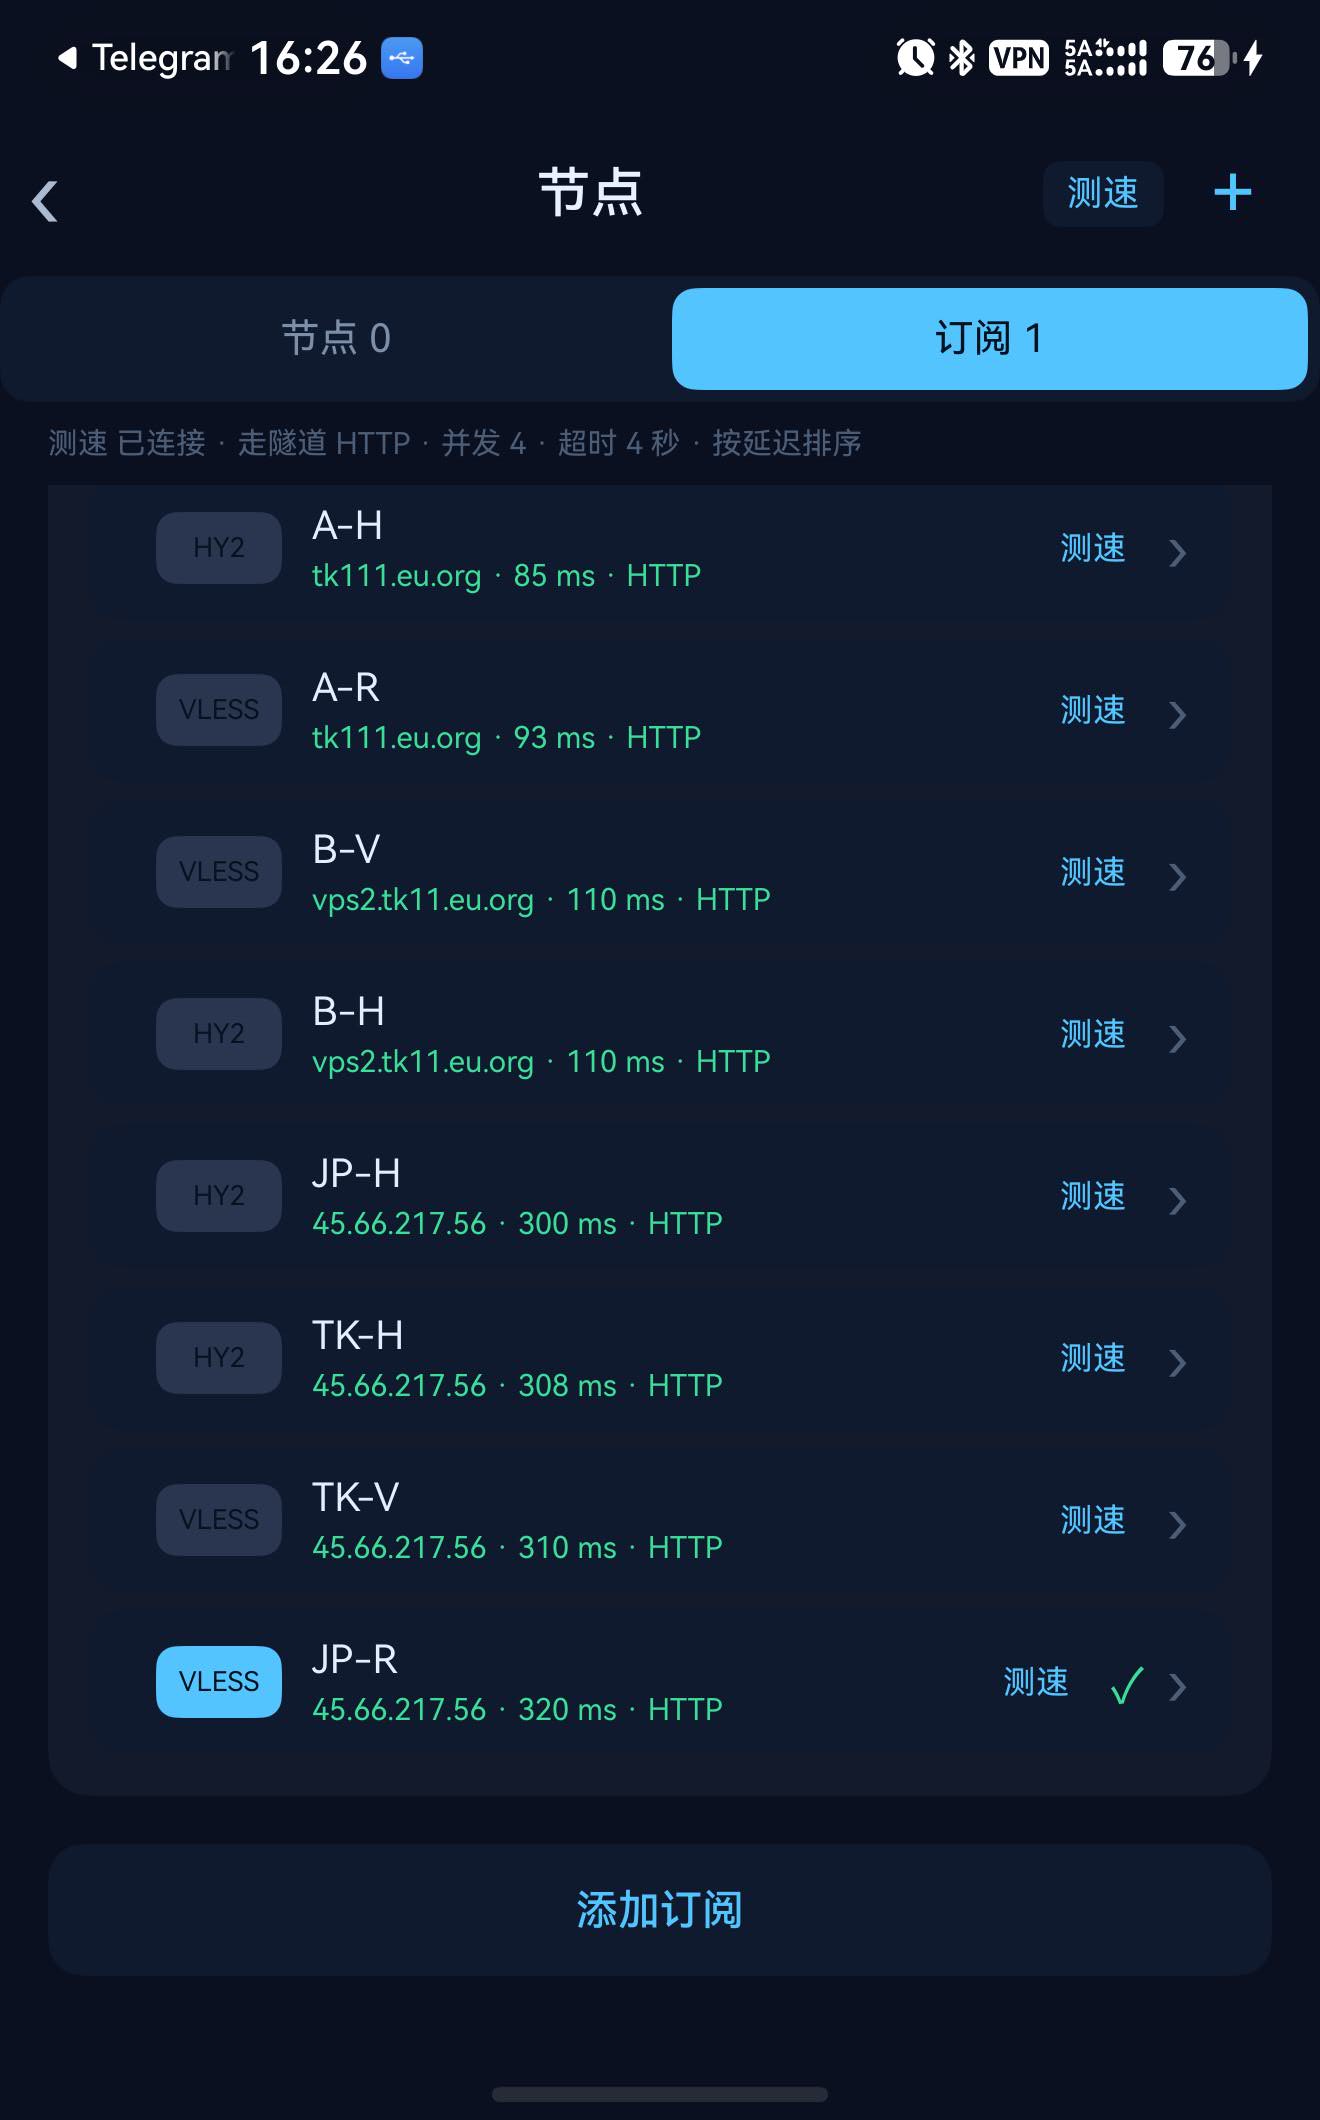 Telegram 16:26 VPN 5A 5A 76
节点 测速 +
节点 0 订阅 1
测速 已连接 · 走隧道 HTTP · 并发 4 · 超时 4 秒 · 按延迟排序
HY2 A-H 测速
tk111.eu.org · 85 ms · HTTP
VLESS A-R 测速
tk111.eu.org · 93 ms · HTTP
VLESS B-V 测速
vps2.tk11.eu.org · 110 ms · HTTP
HY2 B-H 测速
vps2.tk11.eu.org · 110 ms · HTTP
HY2 JP-H 测速
45.66.217.56 · 300 ms · HTTP
HY2 TK-H 测速
45.66.217.56 · 308 ms · HTTP
VLESS TK-V 测速
45.66.217.56 · 310 ms · HTTP
VLESS JP-R 测速 ✓
45.66.217.56 · 320 ms · HTTP
添加订阅